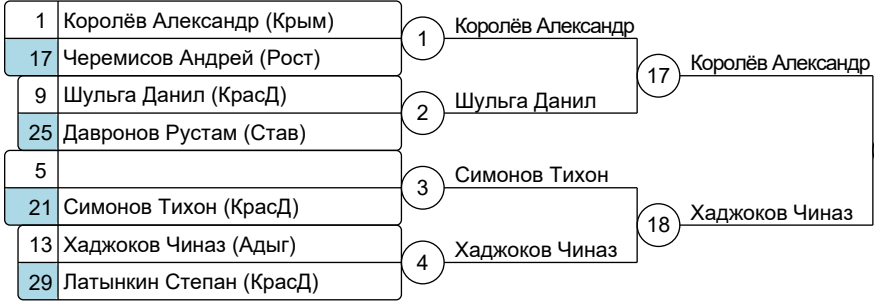 1 Королёв Александр (Крым)
17 Черемисов Андрей (Рост)
9 Шульга Данил (КрасД)
25 Давронов Рустам (Став)
5
21 Симонов Тихон (КрасД)
13 Хаджоков Чиназ (Адыг)
29 Латынкин Степан (КрасД)
1 Королёв Александр
2 Шульга Данил
3 Симонов Тихон
4 Хаджоков Чиназ
17 Королёв Александр
18 Хаджоков Чиназ